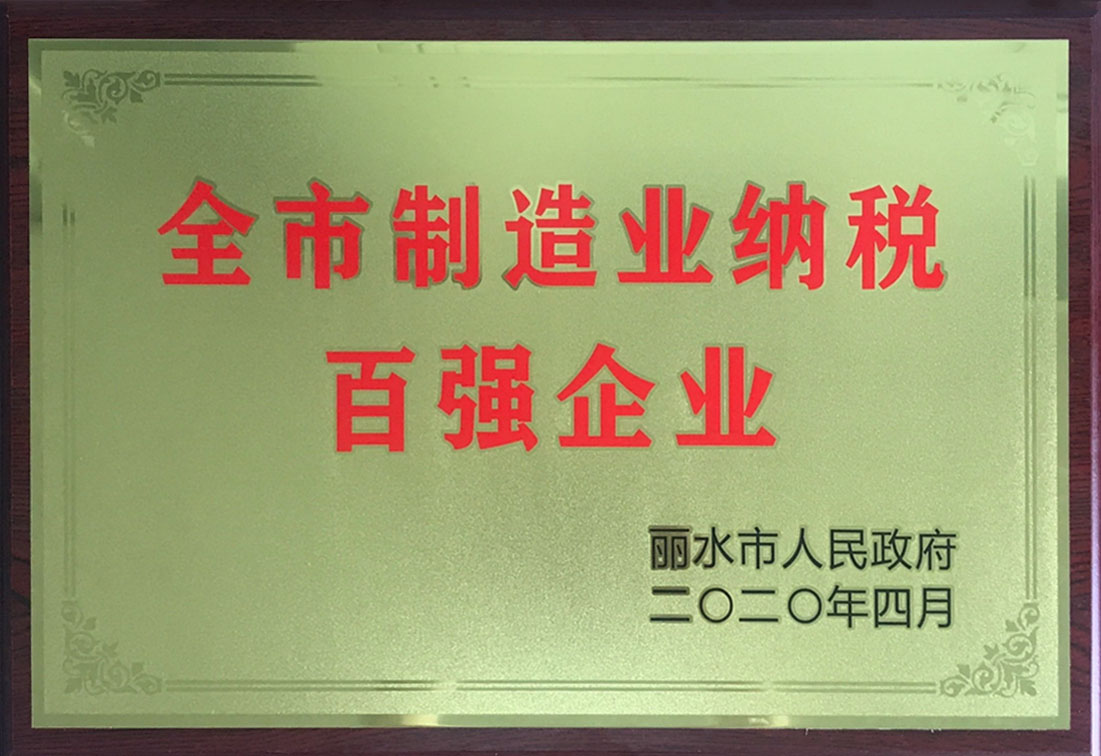 全市制造业纳税
百强企业
丽水市人民政府
二〇二〇年四月